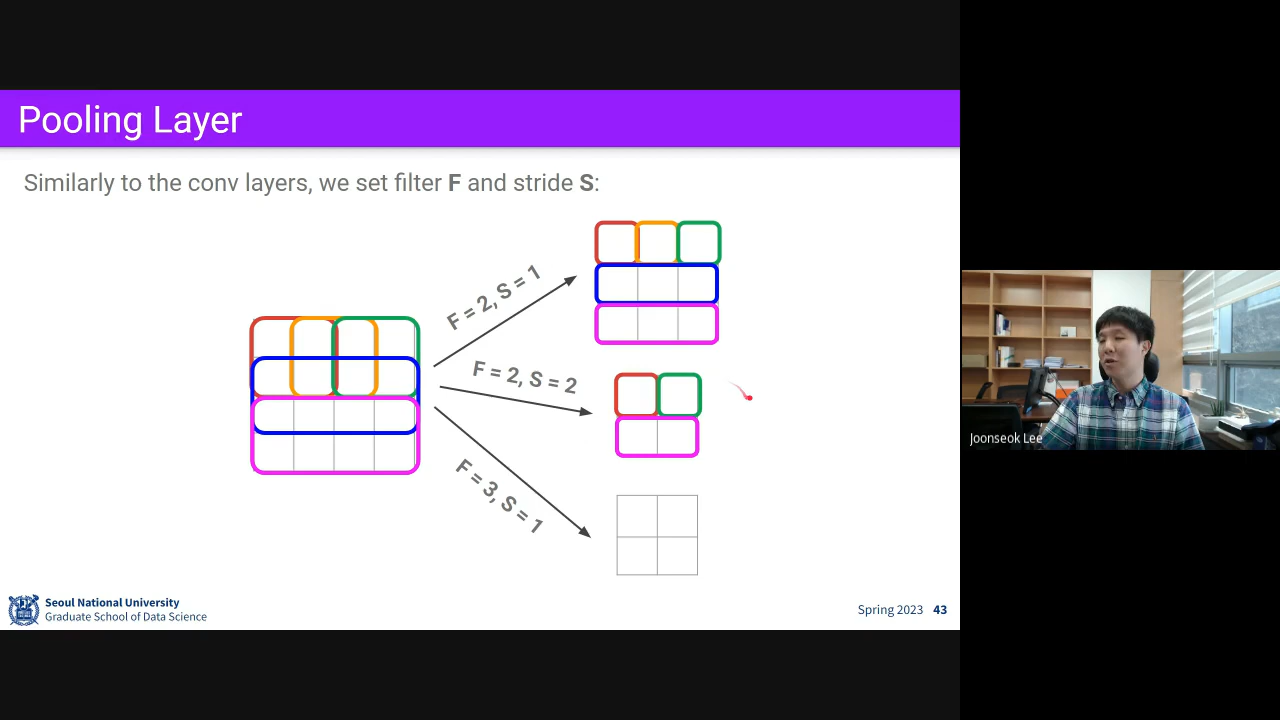 Pooling Layer
Similarly to the conv layers, we set filter F and stride S:
F = 2, S = 1
F = 2, S = 2
F = 3, S = 1
Joonseok Lee
Seoul National University
Graduate School of Data Science
Spring 2023 43